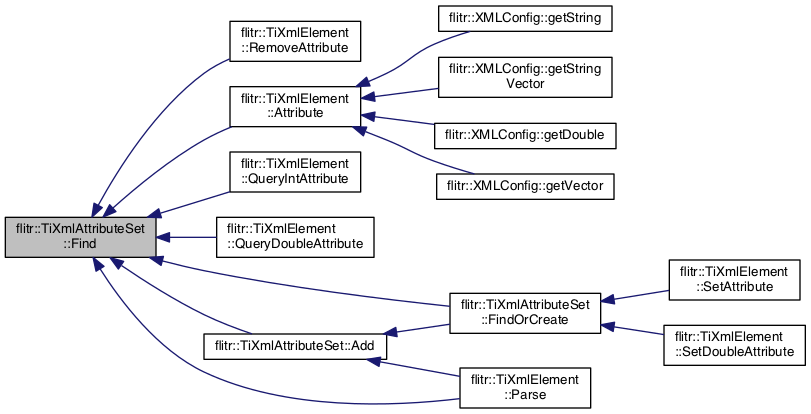 flitr::TiXmlAttributeSet
::Find
flitr::TiXmlElement
::RemoveAttribute
flitr::TiXmlElement
::Attribute
flitr::TiXmlElement
::QueryIntAttribute
flitr::TiXmlElement
::QueryDoubleAttribute
flitr::TiXmlAttributeSet::Add
flitr::XMLConfig::getString
flitr::XMLConfig::getString
Vector
flitr::XMLConfig::getDouble
flitr::XMLConfig::getVector
flitr::TiXmlAttributeSet
::FindOrCreate
flitr::TiXmlElement
::Parse
flitr::TiXmlElement
::SetAttribute
flitr::TiXmlElement
::SetDoubleAttribute